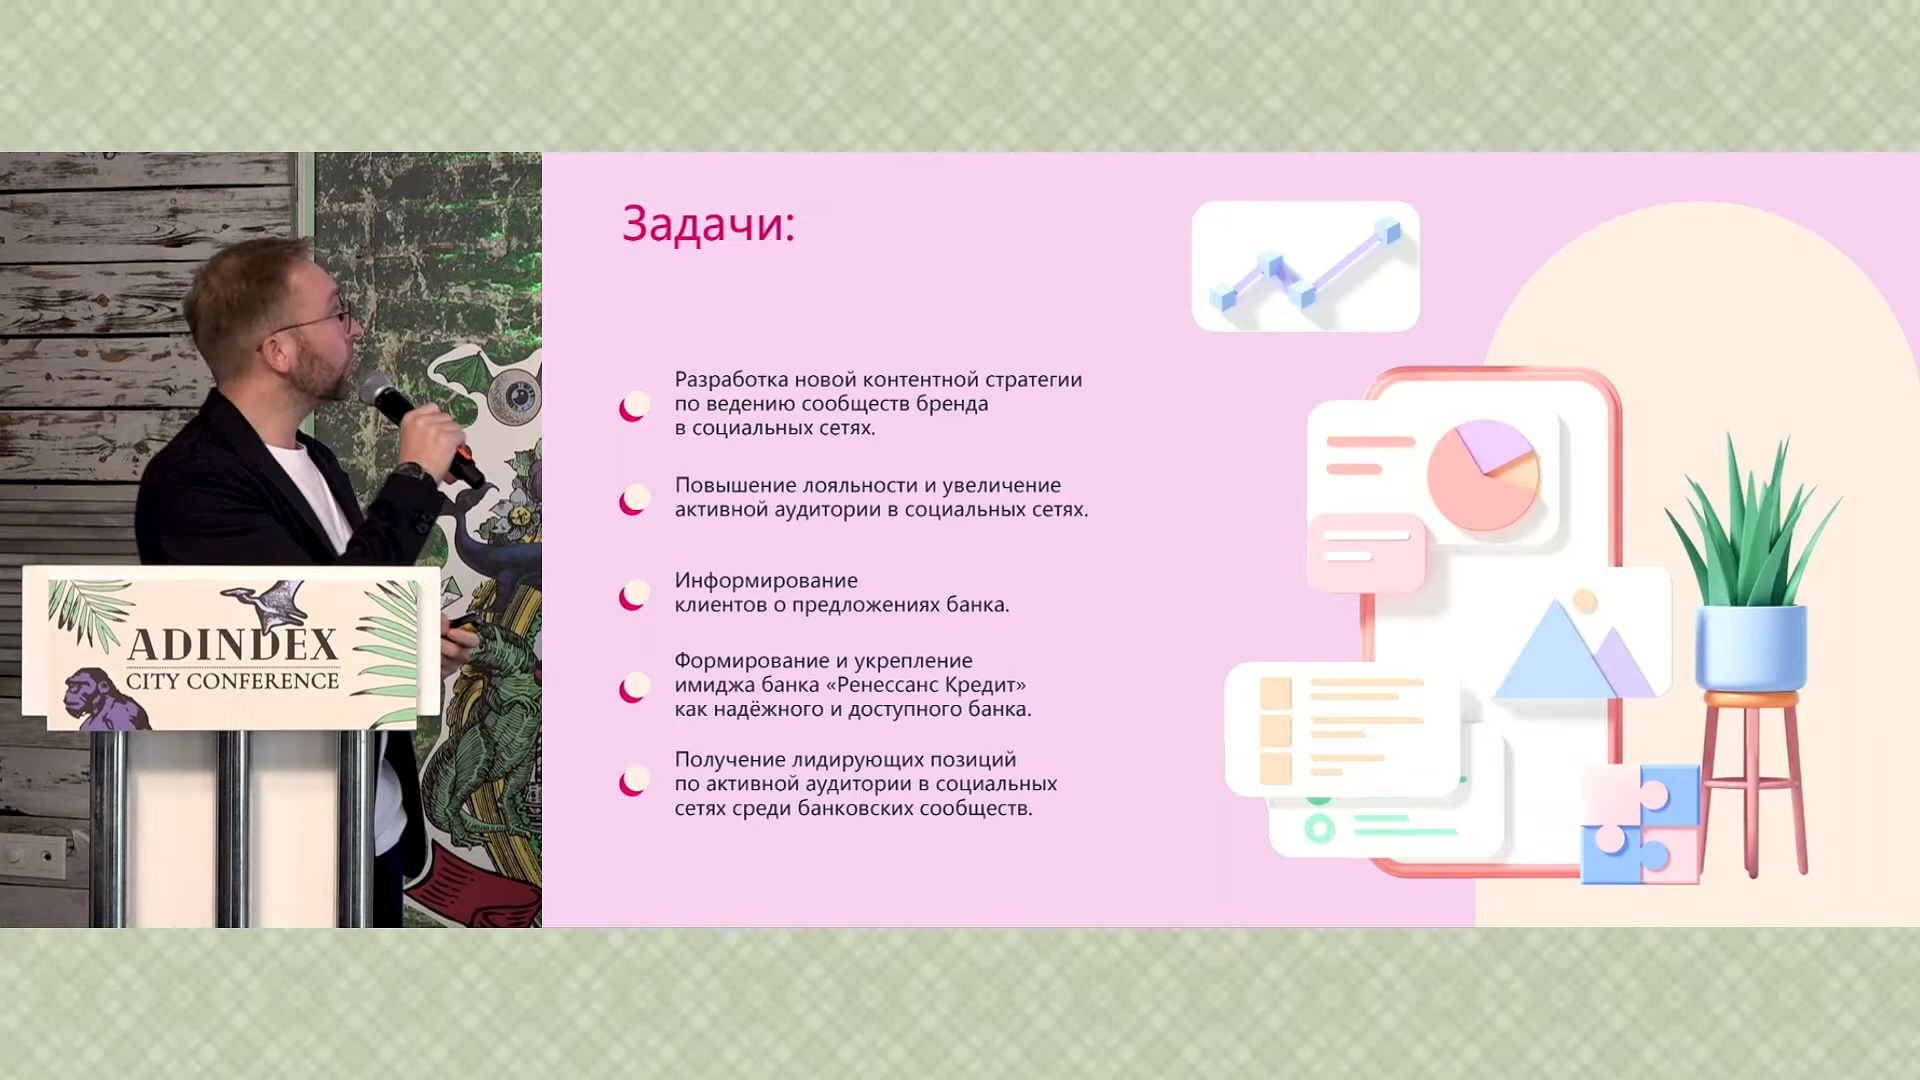 Задачи:
Разработка новой контентной стратегии
по ведению сообществ бренда
в социальных сетях.
Повышение лояльности и увеличение
активной аудитории в социальных сетях.
Информирование
клиентов о предложениях банка.
Формирование и укрепление
имиджа банка «Ренессанс Кредит»
как надёжного и доступного банка.
Получение лидирующих позиций
по активной аудитории в социальных
сетях среди банковских сообществ.
ADINDEX
CITY CONFERENCE